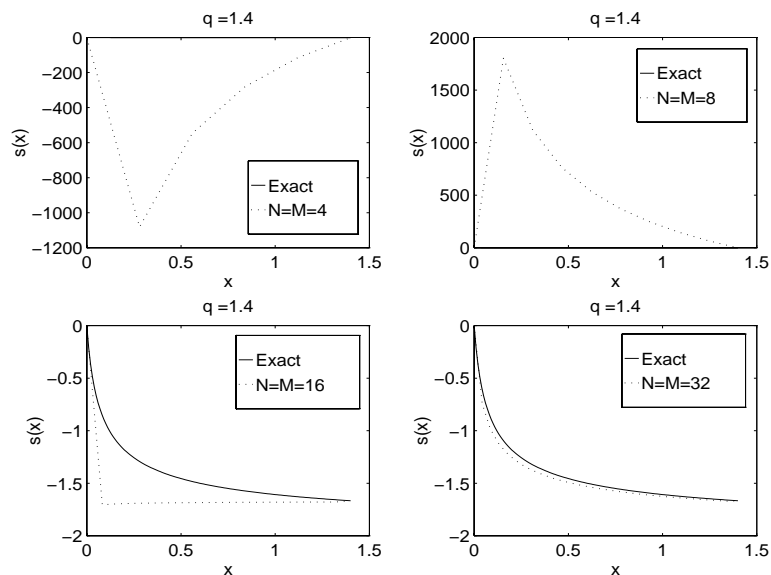 q =1.4
0
−200
−400
−600
−800
−1000
−1200
s(x)
Exact
N=M=4
0
0.5
1
1.5
x
q =1.4
2000
1500
1000
500
0
s(x)
Exact
N=M=8
0
0.5
1
1.5
x
q =1.4
0
−0.5
−1
−1.5
−2
s(x)
Exact
N=M=16
0
0.5
1
1.5
x
q =1.4
0
−0.5
−1
−1.5
−2
s(x)
Exact
N=M=32
0
0.5
1
1.5
x